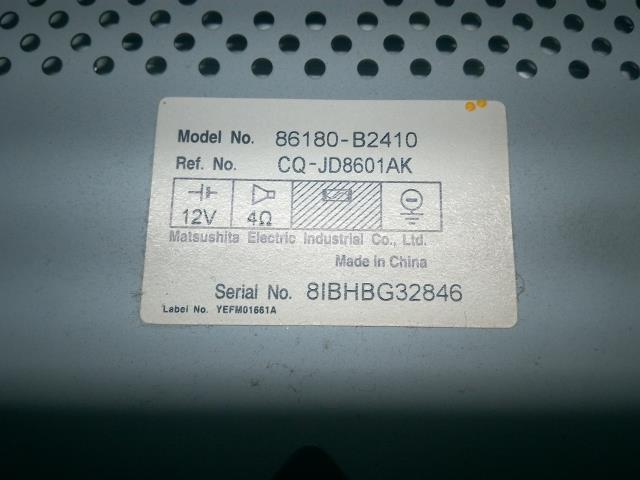 Model No. 86180-B2410
Ref. No. CQ-JD8601AK
12V 4Ω
Matsushita Electric Industrial Co., Ltd.
Made in China
Serial No. 8IBHBG32846
Label No. YEFM01661A